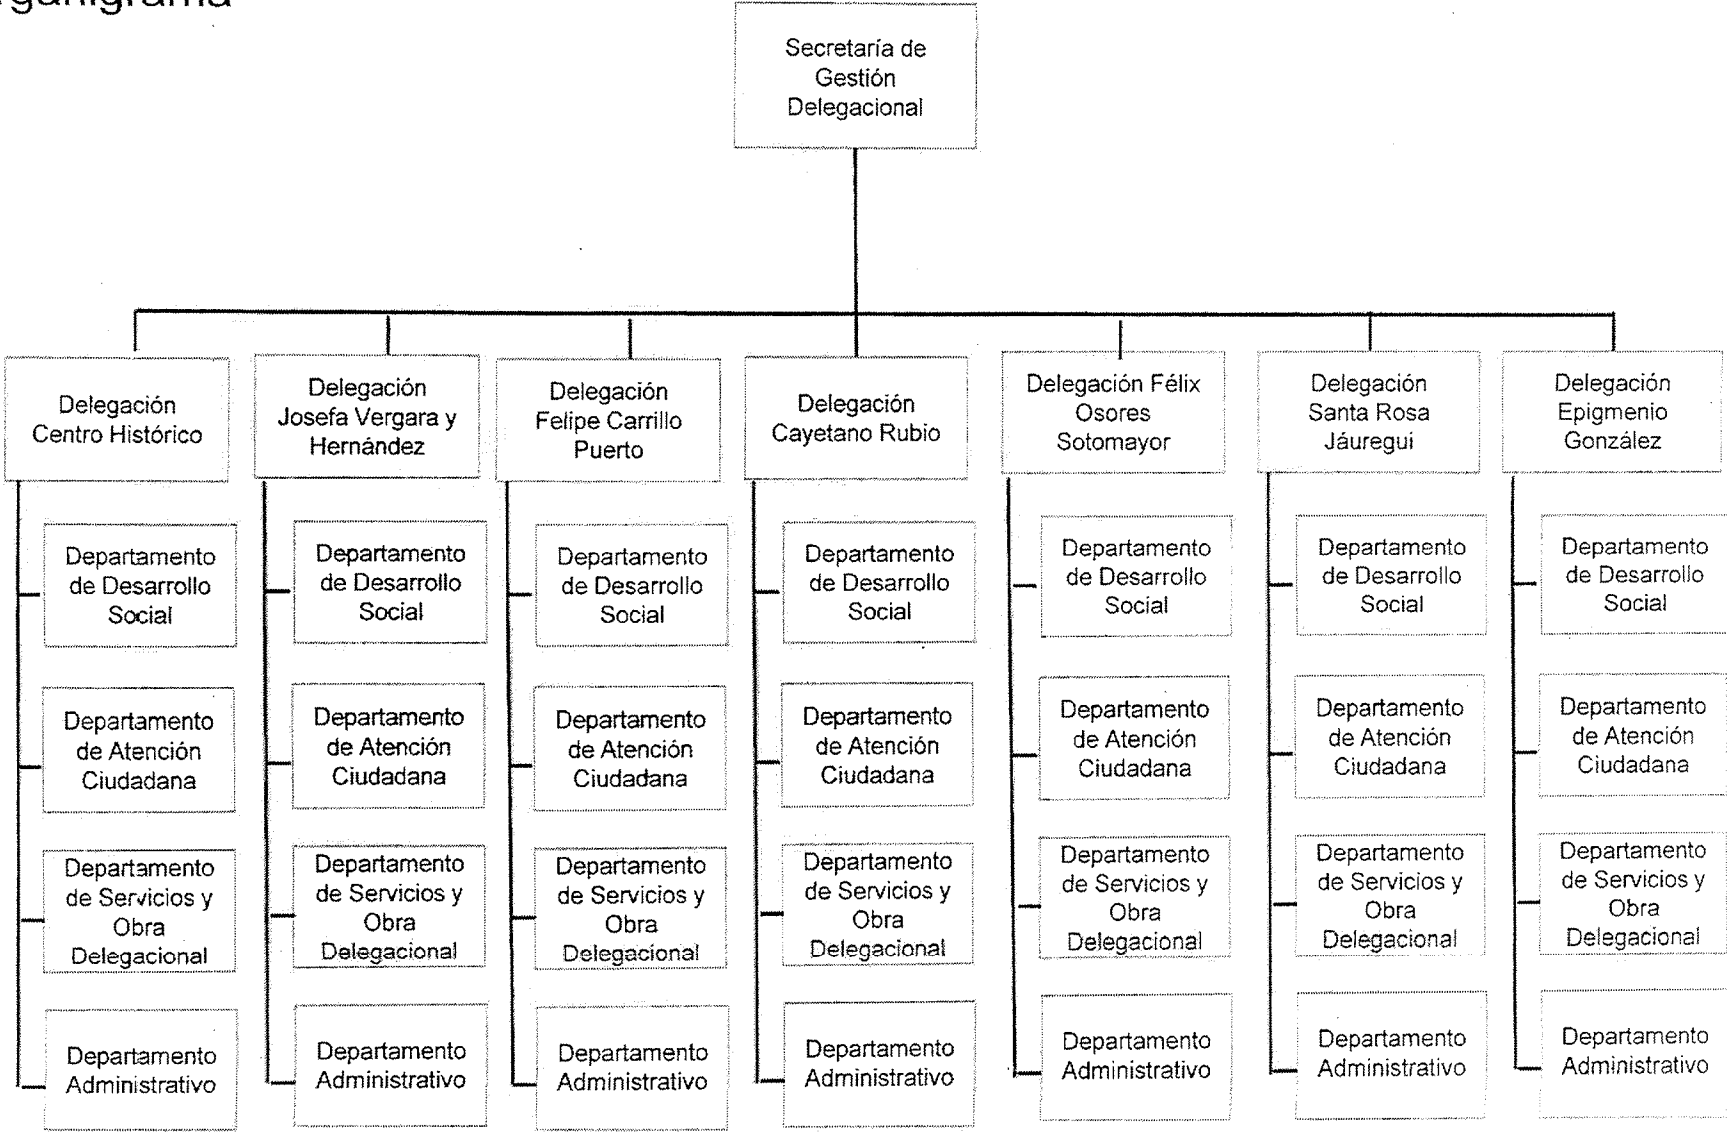 Secretaría de
Gestión
Delegacional
Delegación
Centro Histórico
Delegación
Josefa Vergara y
Hernández
Delegación
Felipe Carrillo
Puerto
Delegación
Cayetano Rubio
Delegación Félix
Osores
Sotomayor
Delegación
Santa Rosa
Jáuregui
Delegación
Epigmenio
González
Departamento
de Desarrollo
Social
Departamento
de Desarrollo
Social
Departamento
de Desarrollo
Social
Departamento
de Desarrollo
Social
Departamento
de Desarrollo
Social
Departamento
de Desarrollo
Social
Departamento
de Desarrollo
Social
Departamento
de Atención
Ciudadana
Departamento
de Atención
Ciudadana
Departamento
de Atención
Ciudadana
Departamento
de Atención
Ciudadana
Departamento
de Atención
Ciudadana
Departamento
de Atención
Ciudadana
Departamento
de Atención
Ciudadana
Departamento
de Servicios y
Obra
Delegacional
Departamento
de Servicios y
Obra
Delegacional
Departamento
de Servicios y
Obra
Delegacional
Departamento
de Servicios y
Obra
Delegacional
Departamento
de Servicios y
Obra
Delegacional
Departamento
de Servicios y
Obra
Delegacional
Departamento
de Servicios y
Obra
Delegacional
Departamento
Administrativo
Departamento
Administrativo
Departamento
Administrativo
Departamento
Administrativo
Departamento
Administrativo
Departamento
Administrativo
Departamento
Administrativo